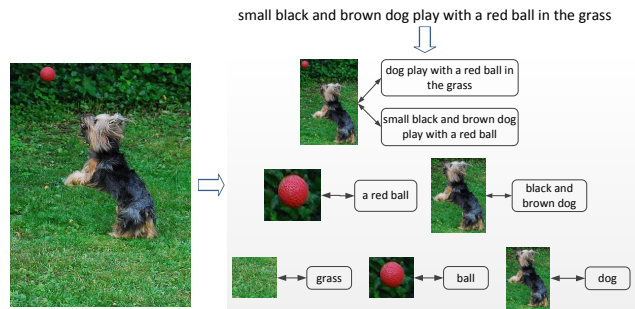 small black and brown dog play with a red ball in the grass
dog play with a red ball in
the grass
small black and brown dog
play with a red ball
a red ball
black and
brown dog
grass
ball
dog